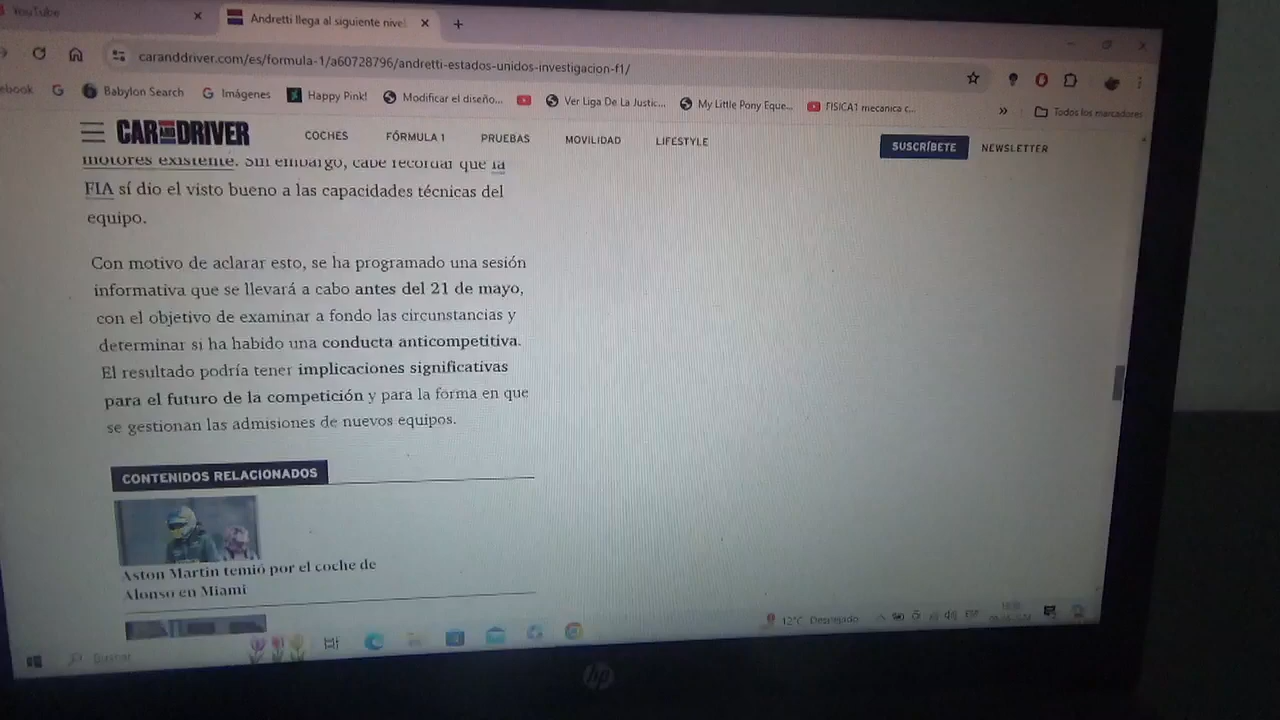 YouTube
Andretti llega al siguiente nivel
caranddriver.com/es/formula-1/a60728796/andretti-estados-unidos-investigacion-f1/
ebook
Babylon Search
Imágenes
Happy Pink!
Modificar el diseño...
Ver Liga De La Justic...
My Little Pony Eque...
FISICA1 mecanica c...
»
Todos los marcadores
CAR AND DRIVER
COCHES
FÓRMULA 1
PRUEBAS
MOVILIDAD
LIFESTYLE
SUSCRÍBETE
NEWSLETTER
motores existente. Sin embargo, cabe recordar que la
FIA sí dio el visto bueno a las capacidades técnicas del
equipo.
Con motivo de aclarar esto, se ha programado una sesión
informativa que se llevará a cabo antes del 21 de mayo,
con el objetivo de examinar a fondo las circunstancias y
determinar si ha habido una conducta anticompetitiva.
El resultado podría tener implicaciones significativas
para el futuro de la competición y para la forma en que
se gestionan las admisiones de nuevos equipos.
CONTENIDOS RELACIONADOS
Aston Martin temió por el coche de
Alonso en Miami
Buscar
12°C Despejado
ESP
hp